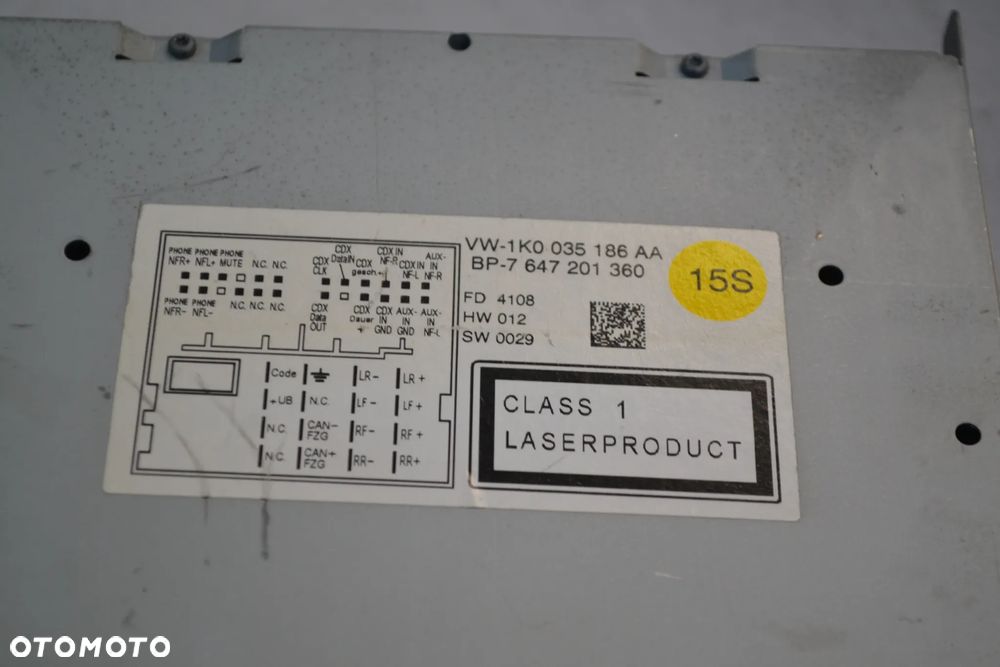 VW-1K0 035 186 AA
BP-7 647 201 360
15S
FD 4108
HW 012
SW 0029
CLASS 1
LASERPRODUCT
PHONE PHONE PHONE
NFR+ NFL+ MUTE N.C. N.C.
PHONE PHONE
NFR- NFL- N.C. N.C. N.C.
CDX CLK
CDX DataIN
CDX gesch.+
CDX IN NF-R
CDX IN NF-L
AUX-IN NF-R
CDX Data OUT
CDX Dauer +
CDX IN GND
AUX-IN GND
AUX-IN NF-L
Code LR- LR+
+UB N.C. LF- LF+
N.C. CAN-FZG RF- RF+
N.C. CAN+FZG RR- RR+
OTOMOTO